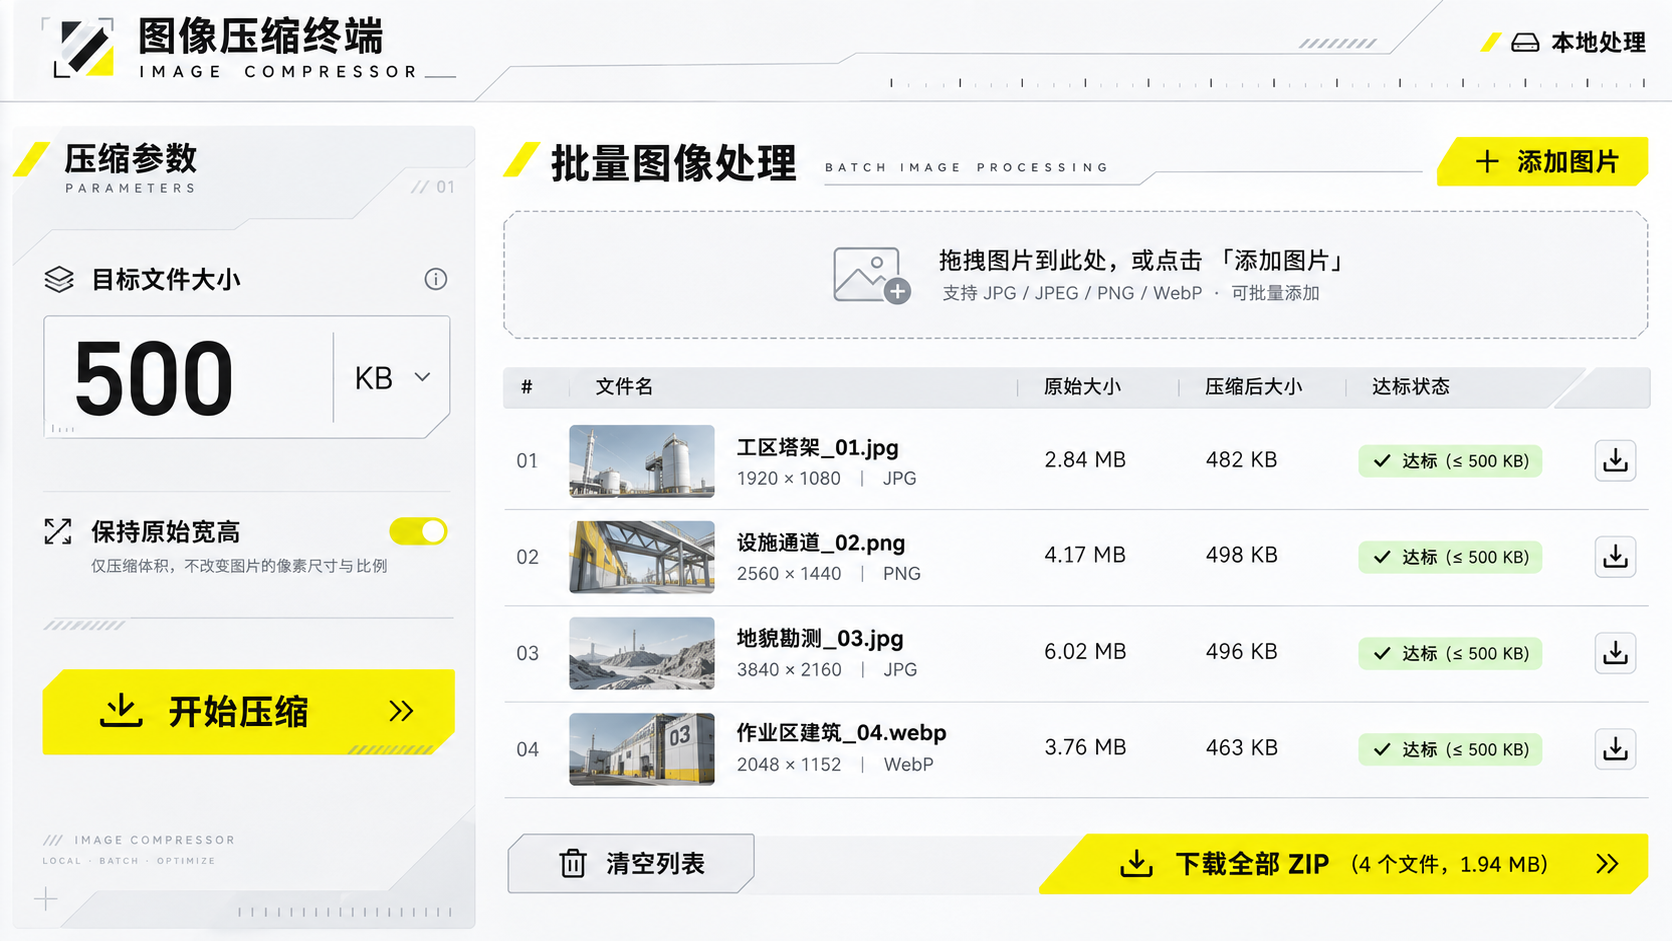 图像压缩终端
IMAGE COMPRESSOR
本地处理
压缩参数
PARAMETERS
// 01
目标文件大小
500
KB
保持原始宽高
仅压缩体积，不改变图片的像素尺寸与比例
开始压缩
/// IMAGE COMPRESSOR
LOCAL · BATCH · OPTIMIZE
批量图像处理
BATCH IMAGE PROCESSING
添加图片
拖拽图片到此处，或点击「添加图片」
支持 JPG / JPEG / PNG / WebP · 可批量添加
# 文件名 原始大小 压缩后大小 达标状态
01 工区塔架_01.jpg 2.84 MB 482 KB 达标 (≤ 500 KB)
1920 × 1080 | JPG
02 设施通道_02.png 4.17 MB 498 KB 达标 (≤ 500 KB)
2560 × 1440 | PNG
03 地貌勘测_03.jpg 6.02 MB 496 KB 达标 (≤ 500 KB)
3840 × 2160 | JPG
04 03 作业区建筑_04.webp 3.76 MB 463 KB 达标 (≤ 500 KB)
2048 × 1152 | WebP
清空列表
下载全部 ZIP (4 个文件，1.94 MB)